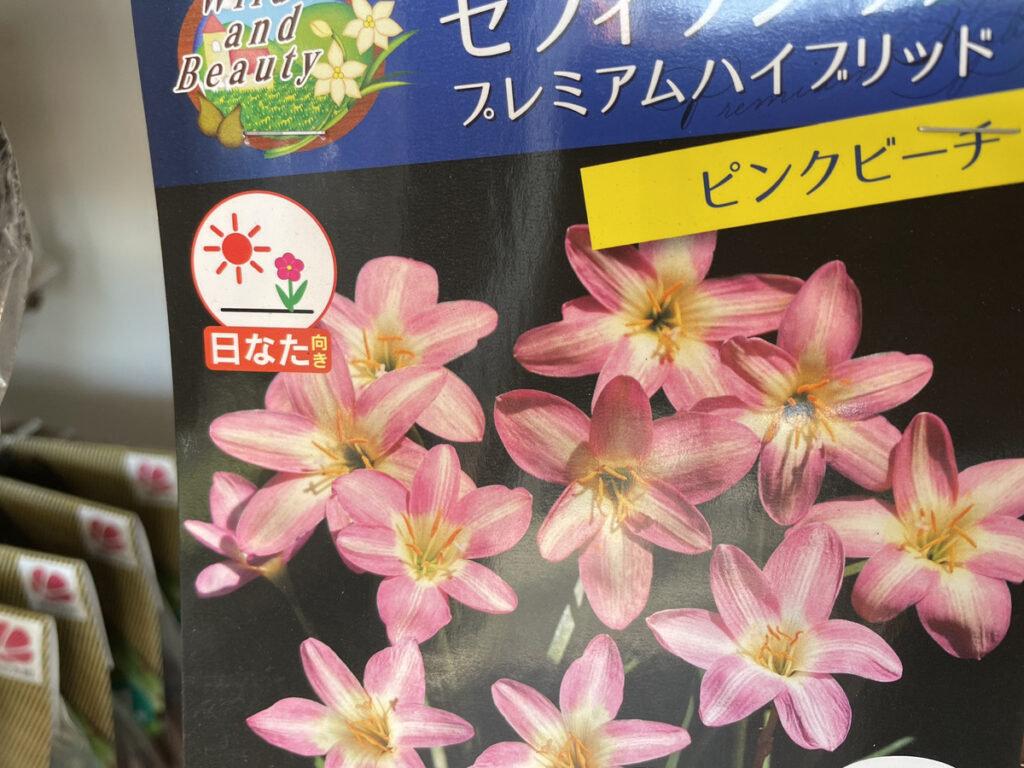 Wild
and
Beauty
プレミアムハイブリッド
ピンクビーチ
日なた向き